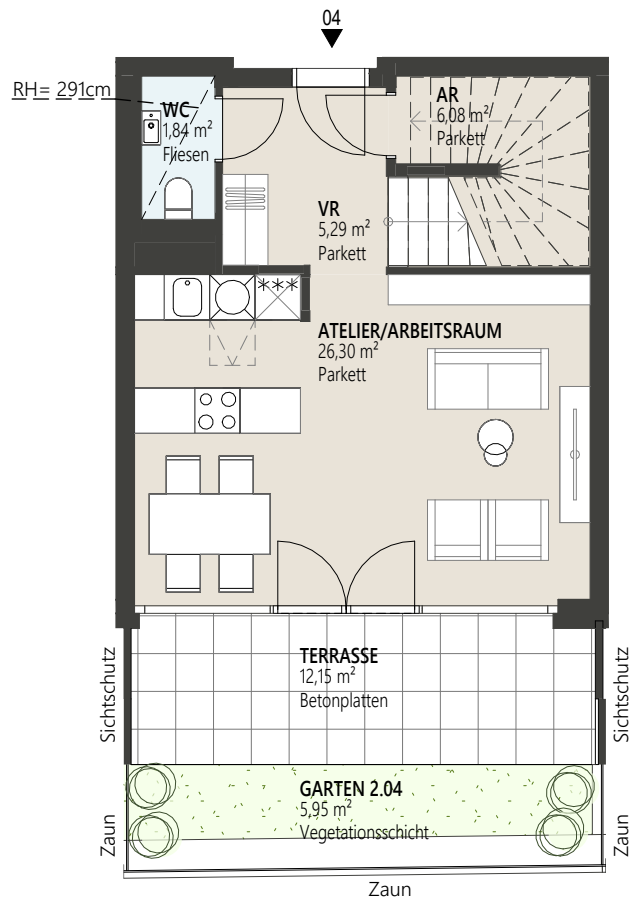 04
RH= 291cm
WC
1,84 m²
Fliesen
AR
6,08 m²
Parkett
VR
5,29 m²
Parkett
ATELIER/ARBEITSRAUM
26,30 m²
Parkett
TERRASSE
12,15 m²
Betonplatten
Sichtschutz
Sichtschutz
GARTEN 2.04
5,95 m²
Vegetationsschicht
Zaun
Zaun
Zaun